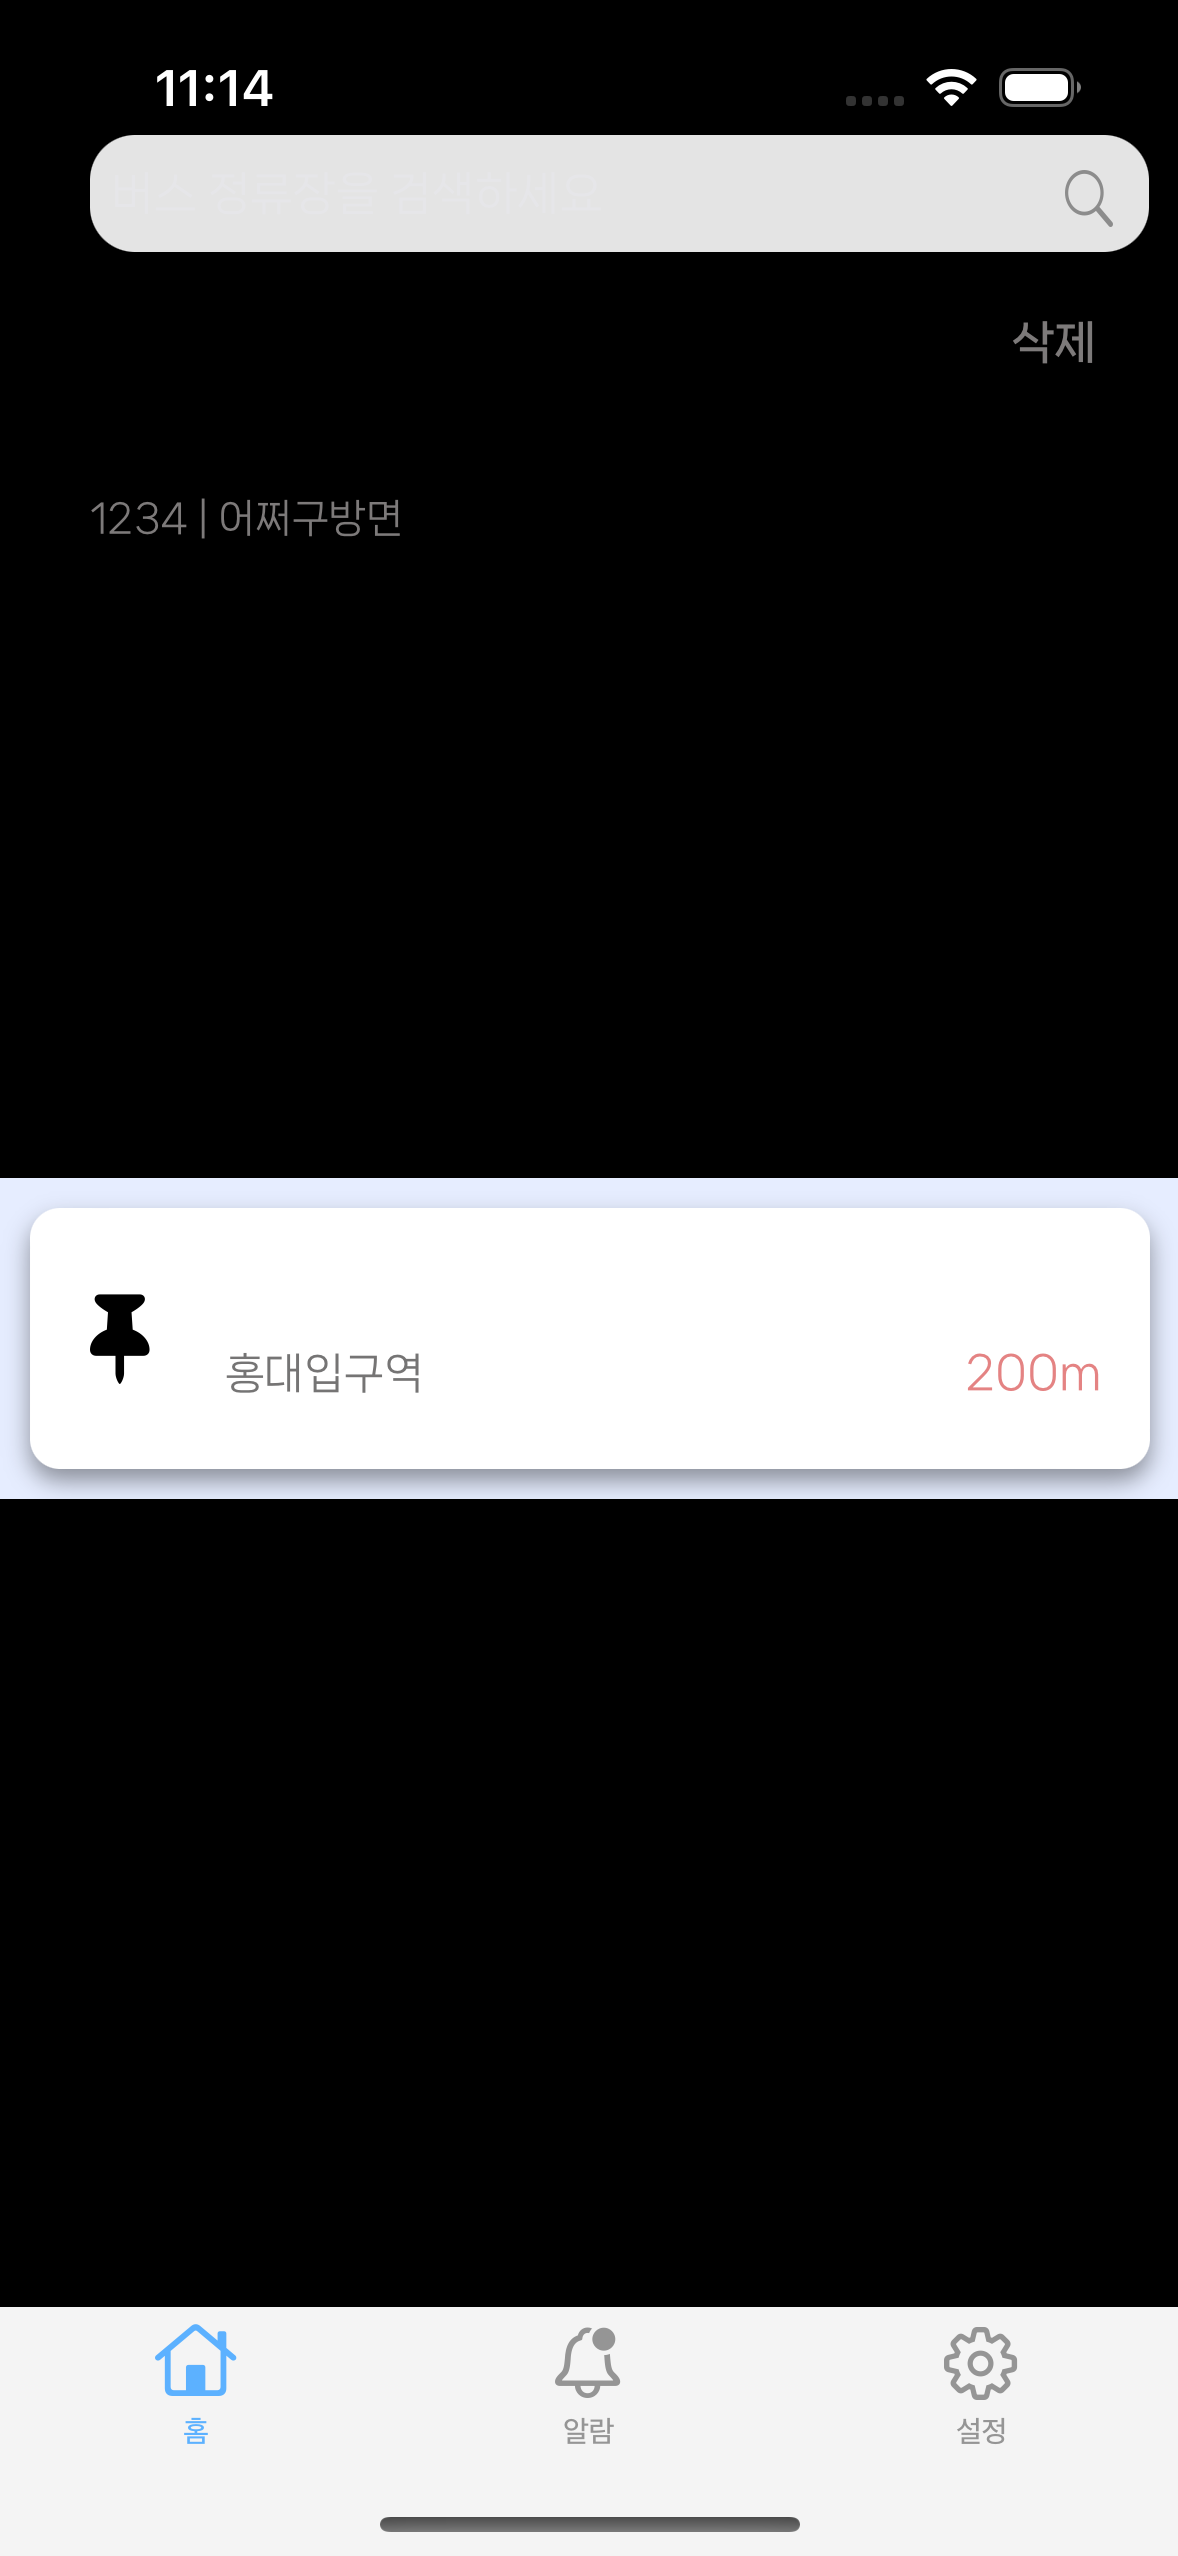 11:14
버스 정류장을 검색하세요
삭제
1234 | 어쩌구방면
홍대입구역 200m
홈 알람 설정